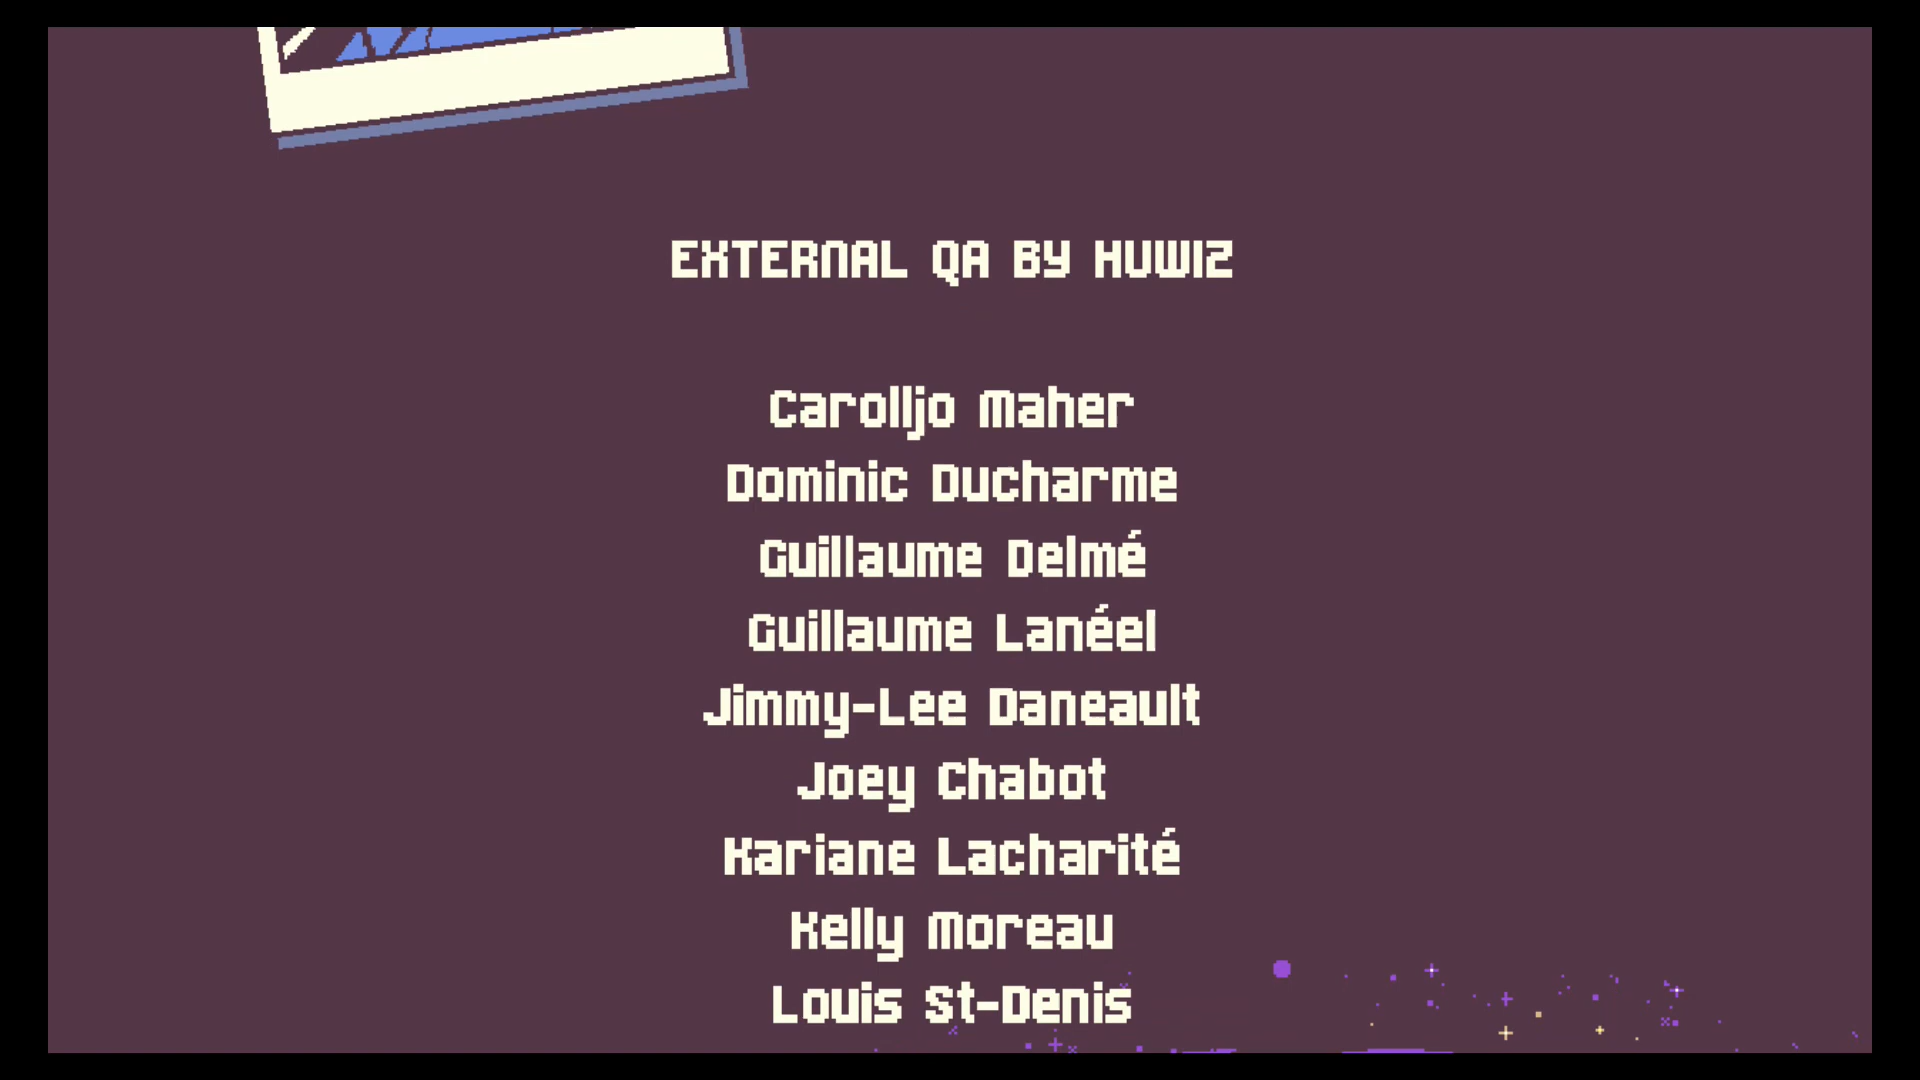 EXTERNAL QA BY HUWIZ
Carolljo Maher
Dominic Ducharme
Guillaume Delmé
Guillaume Lanéel
Jimmy-Lee Daneault
Joey Chabot
Kariane Lacharité
Kelly Moreau
Louis St-Denis